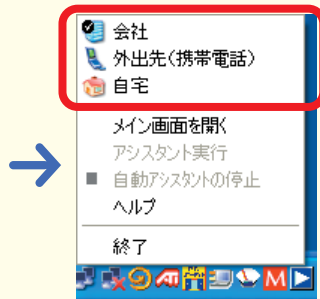 会社
外出先(携帯電話)
自宅
メイン画面を開く
アシスタント実行
自動アシスタントの停止
ヘルプ
終了